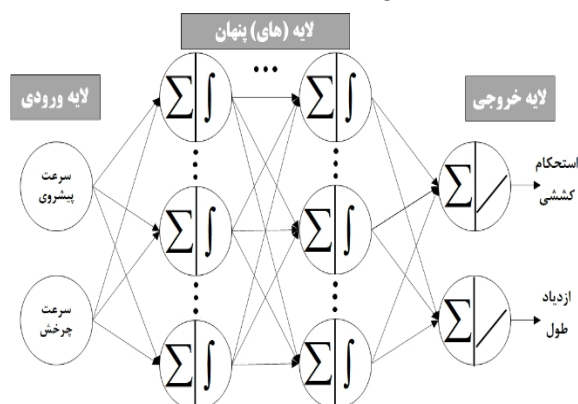 لایه (های) پنهان
لایه ورودی
لایه خروجی
...
سرعت
پیشروی
سرعت
چرخش
∑ ∫
∑ ∫
∑ ∫
∑ ∫
∑ ∫
∑ ∫
∑
∑
استحکام
کششی
ازدیاد
طول